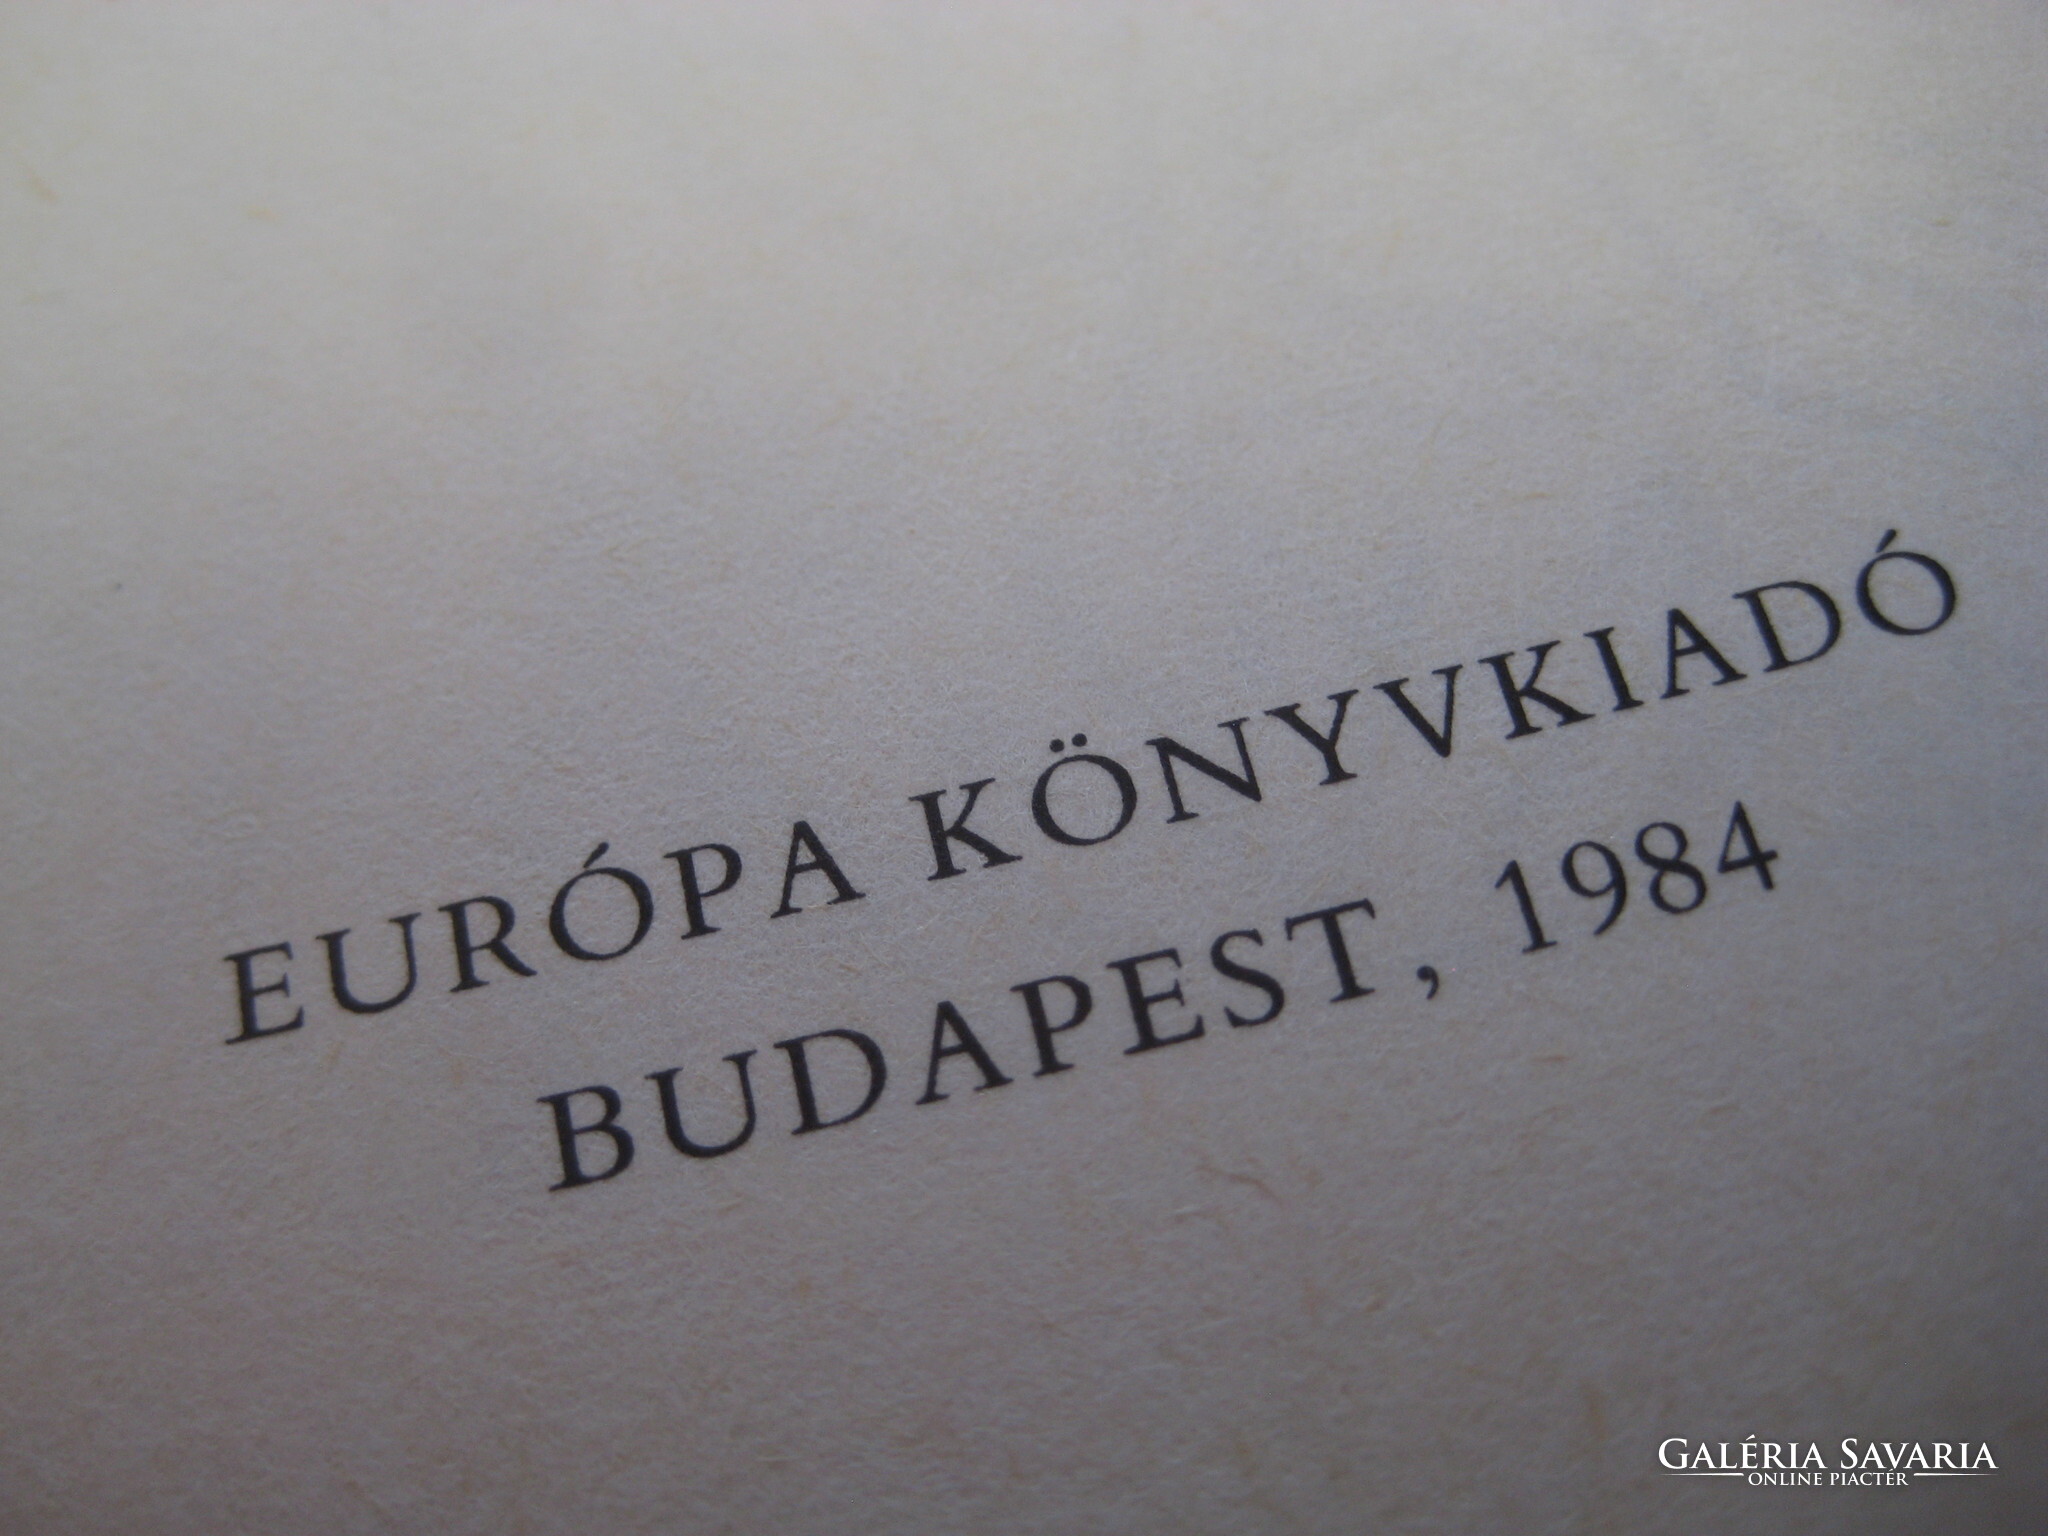 EURÓPA KÖNYVKIADÓ
BUDAPEST, 1984
GALÉRIA SAVARIA
ONLINE PIACTÉR